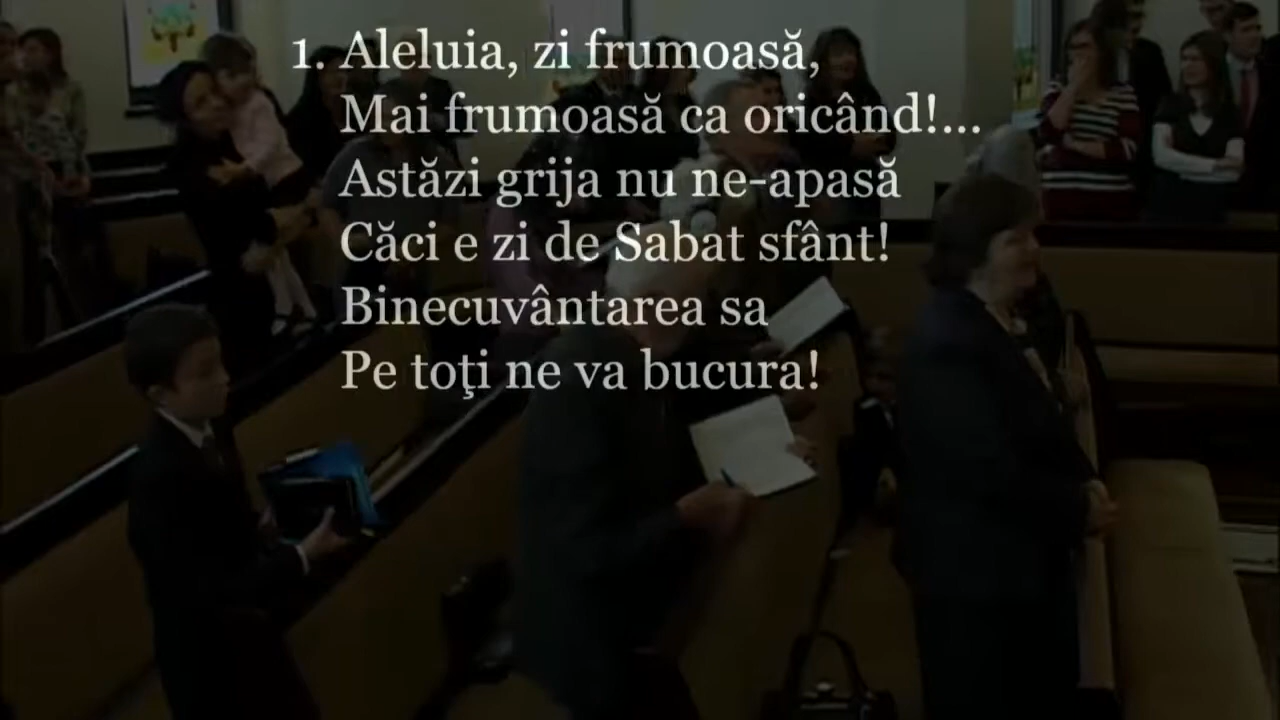 1. Aleluia, zi frumoasă,
Mai frumoasă ca oricând!...
Astăzi grija nu ne-apasă
Căci e zi de Sabat sfânt!
Binecuvântarea sa
Pe toţi ne va bucura!